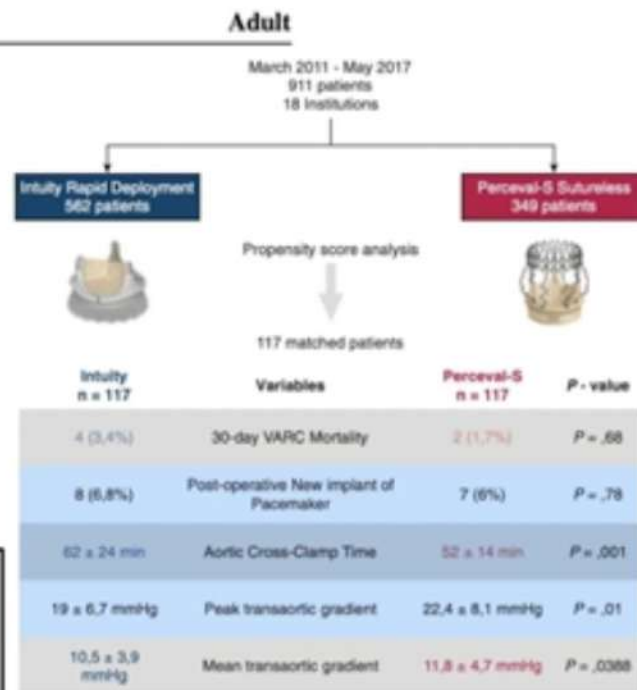 Adult
March 2011 - May 2017
911 patients
18 Institutions
Intuity Rapid Deployment
562 patients
Perceval-S Sutureless
349 patients
Propensity score analysis
117 matched patients
Intuity
n = 117
Variables
Perceval-S
n = 117
P - value
4 (3,4%)
30-day VARC Mortality
2 (1,7%)
P = ,68
8 (6,8%)
Post-operative New implant of
Pacemaker
7 (6%)
P = ,78
62 ± 24 min
Aortic Cross-Clamp Time
52 ± 14 min
P = ,001
19 ± 6,7 mmHg
Peak transaortic gradient
22,4 ± 8,1 mmHg
P = ,01
10,5 ± 3,9
mmHg
Mean transaortic gradient
11,8 ± 4,7 mmHg
P = ,0388